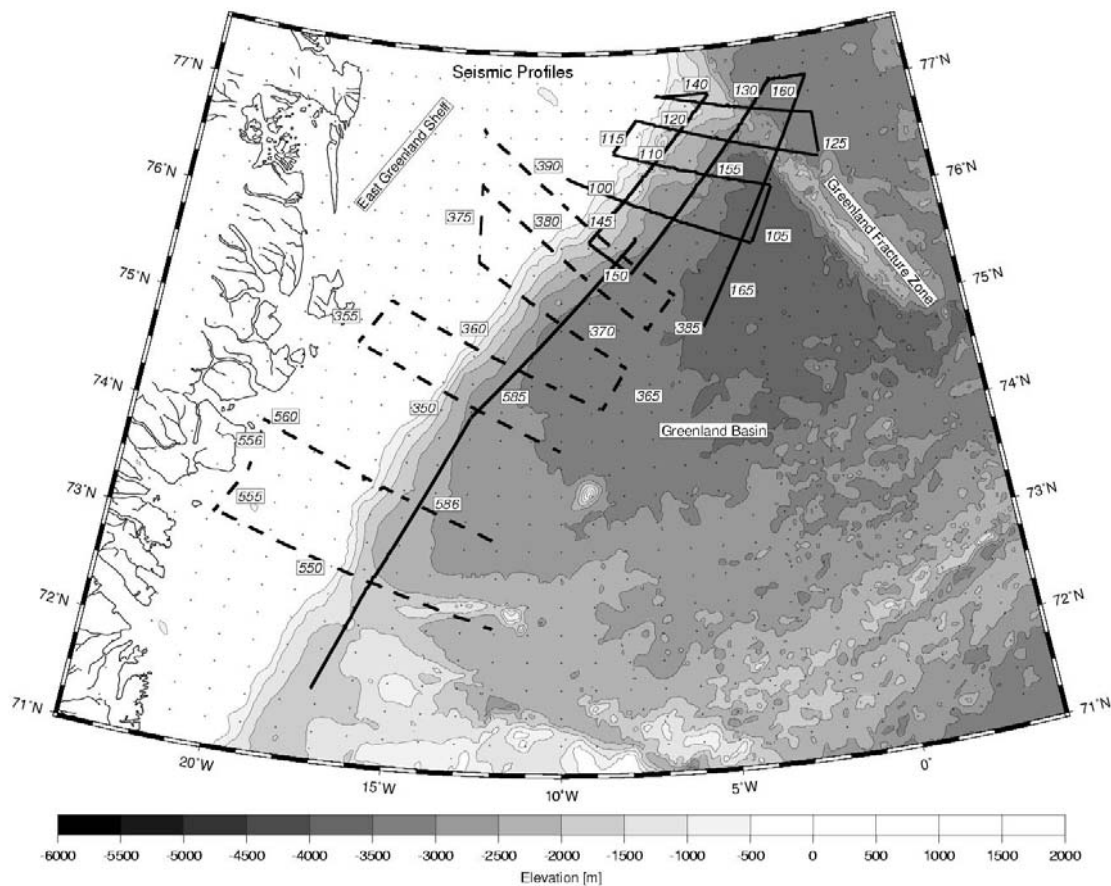 Seismic Profiles
77°N
77°N
140
130
160
East Greenland Shelf
120
115
125
110
76°N
76°N
390
155
100
Greenland Fracture Zone
375
380
145
105
75°N
75°N
150
165
355
360
370
385
74°N
74°N
350
585
365
560
Greenland Basin
556
73°N
73°N
555
586
550
72°N
72°N
71°N
71°N
20°W
15°W
10°W
5°W
0°
-6000 -5500 -5000 -4500 -4000 -3500 -3000 -2500 -2000 -1500 -1000 -500 0 500 1000 1500 2000
Elevation [m]